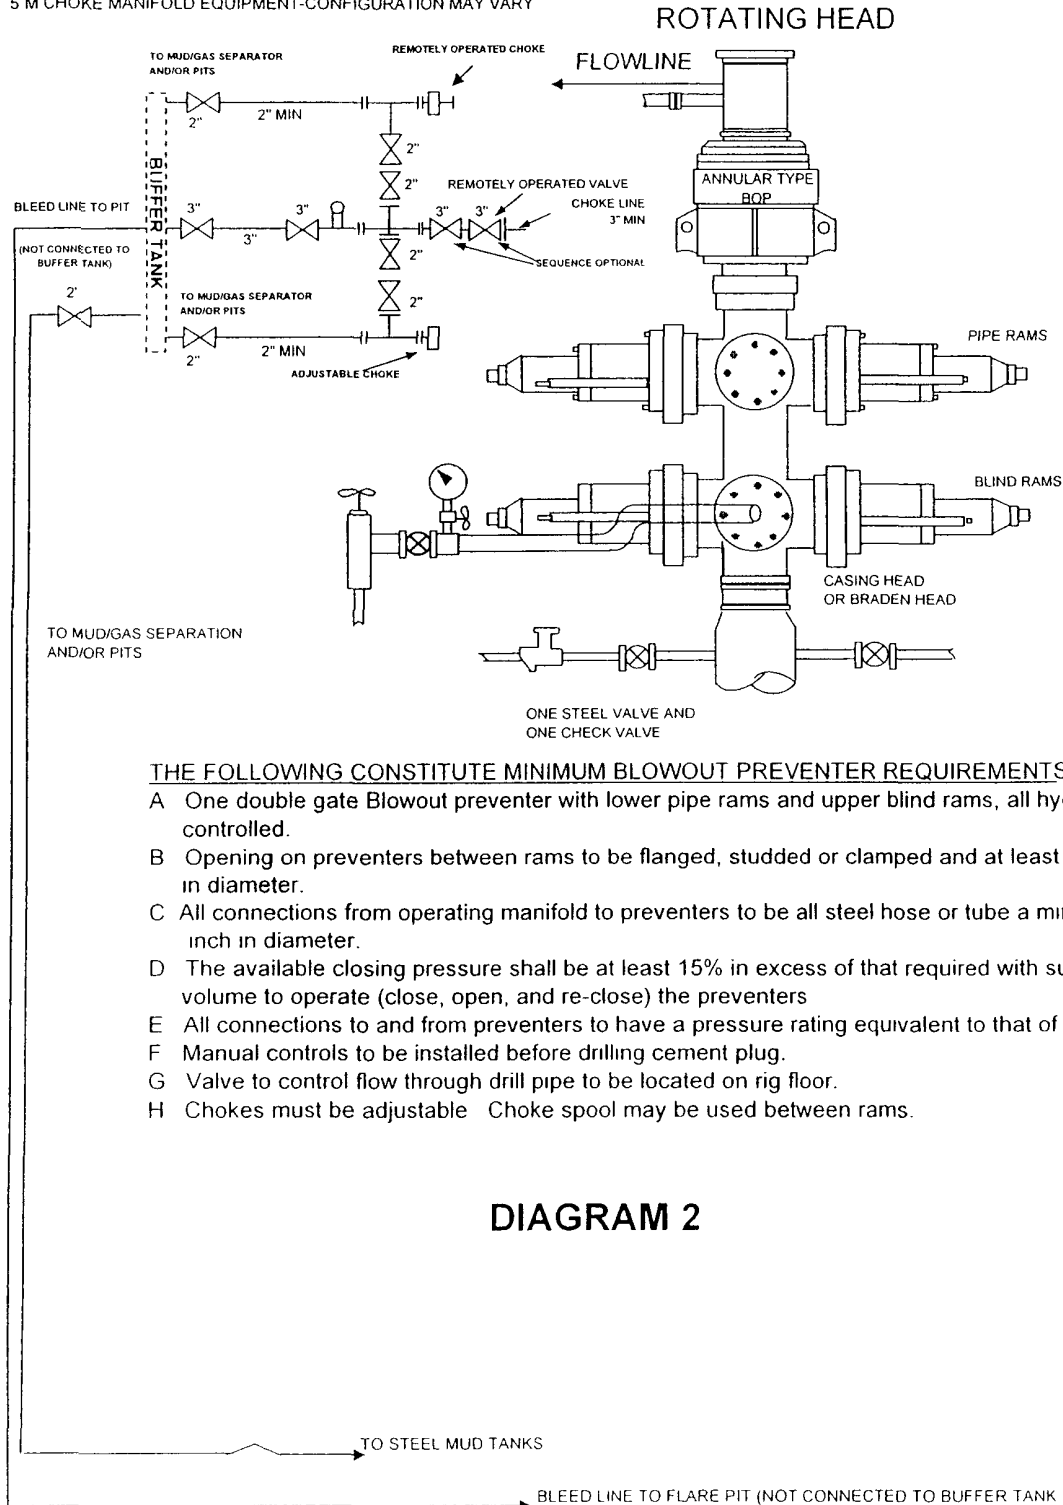 5 M CHOKE MANIFOLD EQUIPMENT-CONFIGURATION MAY VARY
ROTATING HEAD
TO MUD/GAS SEPARATOR
AND/OR PITS
REMOTELY OPERATED CHOKE
FLOWLINE
2"
2" MIN
BUFFER TANK
2"
2"
ANNULAR TYPE
BOP
REMOTELY OPERATED VALVE
CHOKE LINE
3" MIN
BLEED LINE TO PIT
3"
3"
3"
3"
3"
(NOT CONNECTED TO
BUFFER TANK)
2"
SEQUENCE OPTIONAL
2'
TO MUD/GAS SEPARATOR
AND/OR PITS
2"
2"
2" MIN
ADJUSTABLE CHOKE
PIPE RAMS
BLIND RAMS
CASING HEAD
OR BRADEN HEAD
TO MUD/GAS SEPARATION
AND/OR PITS
ONE STEEL VALVE AND
ONE CHECK VALVE
THE FOLLOWING CONSTITUTE MINIMUM BLOWOUT PREVENTER REQUIREMENTS
A One double gate Blowout preventer with lower pipe rams and upper blind rams, all
controlled.
B Opening on preventers between rams to be flanged, studded or clamped and at least
in diameter.
C All connections from operating manifold to preventers to be all steel hose or tube a
inch in diameter.
D The available closing pressure shall be at least 15% in excess of that required with
volume to operate (close, open, and re-close) the preventers
E All connections to and from preventers to have a pressure rating equivalent to that of
F Manual controls to be installed before drilling cement plug.
G Valve to control flow through drill pipe to be located on rig floor.
H Chokes must be adjustable Choke spool may be used between rams.
DIAGRAM 2
TO STEEL MUD TANKS
BLEED LINE TO FLARE PIT (NOT CONNECTED TO BUFFER TANK